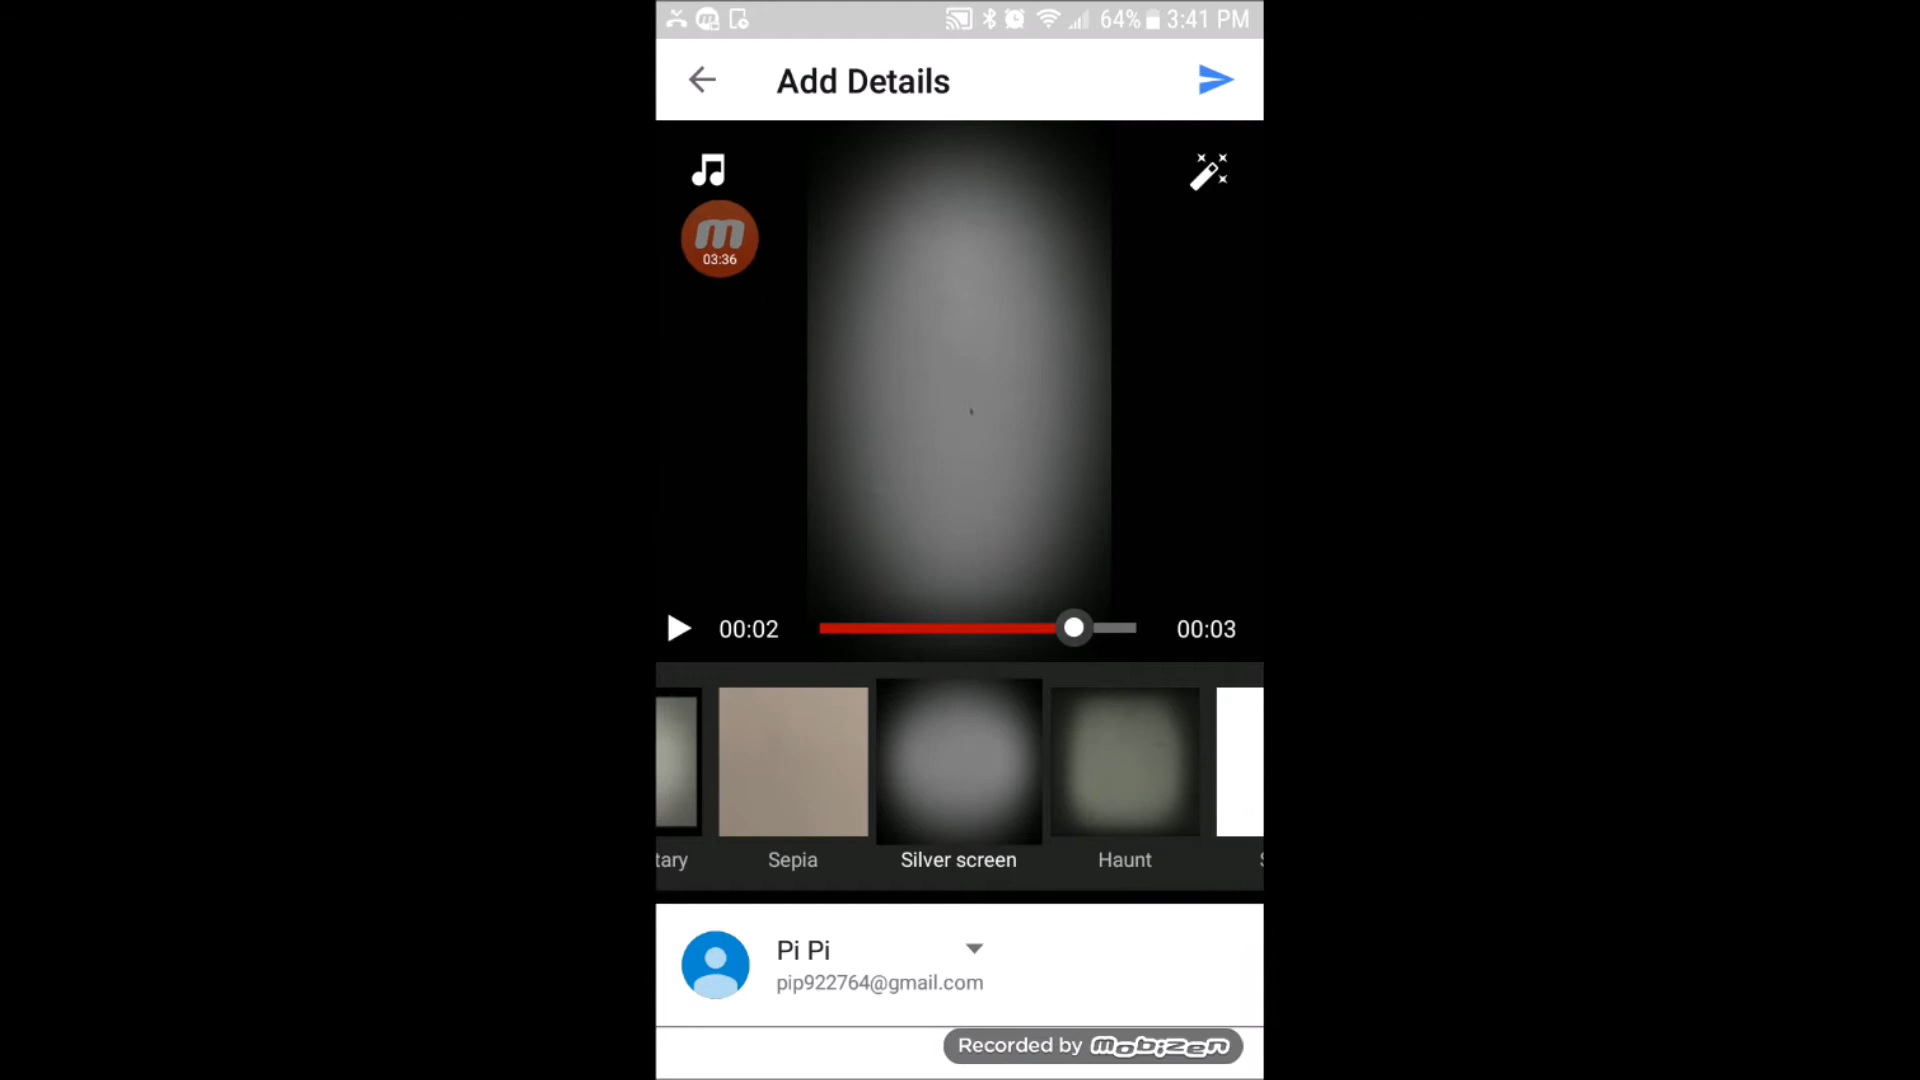 64% 3:41 PM
Add Details
m
03:36
00:02
00:03
tary
Sepia
Silver screen
Haunt
Pi Pi
pip922764@gmail.com
Recorded by mobizen